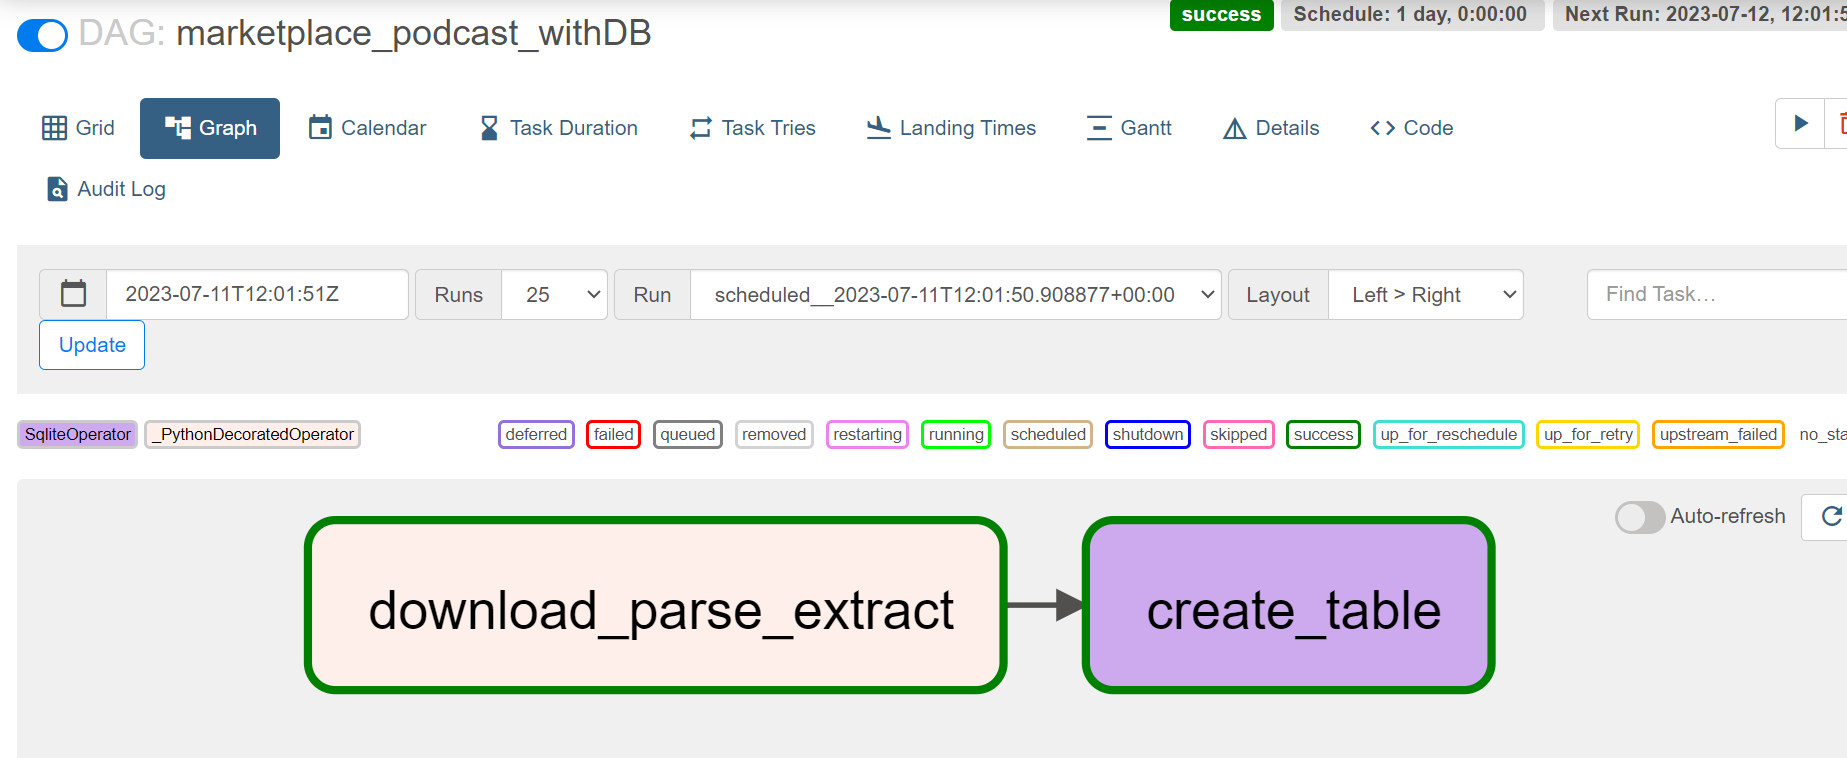 DAG: marketplace_podcast_withDB
success Schedule: 1 day, 0:00:00 Next Run: 2023-07-12, 12:01:5
Grid Graph Calendar Task Duration Task Tries Landing Times Gantt Details <> Code
Audit Log
2023-07-11T12:01:51Z Runs 25 Run scheduled__2023-07-11T12:01:50.908877+00:00 Layout Left > Right Find Task…
Update
SqliteOperator _PythonDecoratedOperator deferred failed queued removed restarting running scheduled shutdown skipped success up_for_reschedule up_for_retry upstream_failed no_sta
Auto-refresh
download_parse_extract create_table